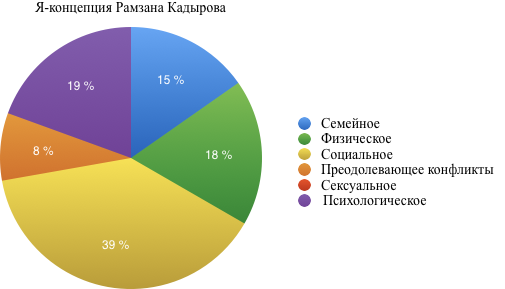 Я-концепция Рамзана Кадырова
19 %
15 %
8 %
18 %
39 %
Семейное
Физическое
Социальное
Преодолевающее конфликты
Сексуальное
Психологическое